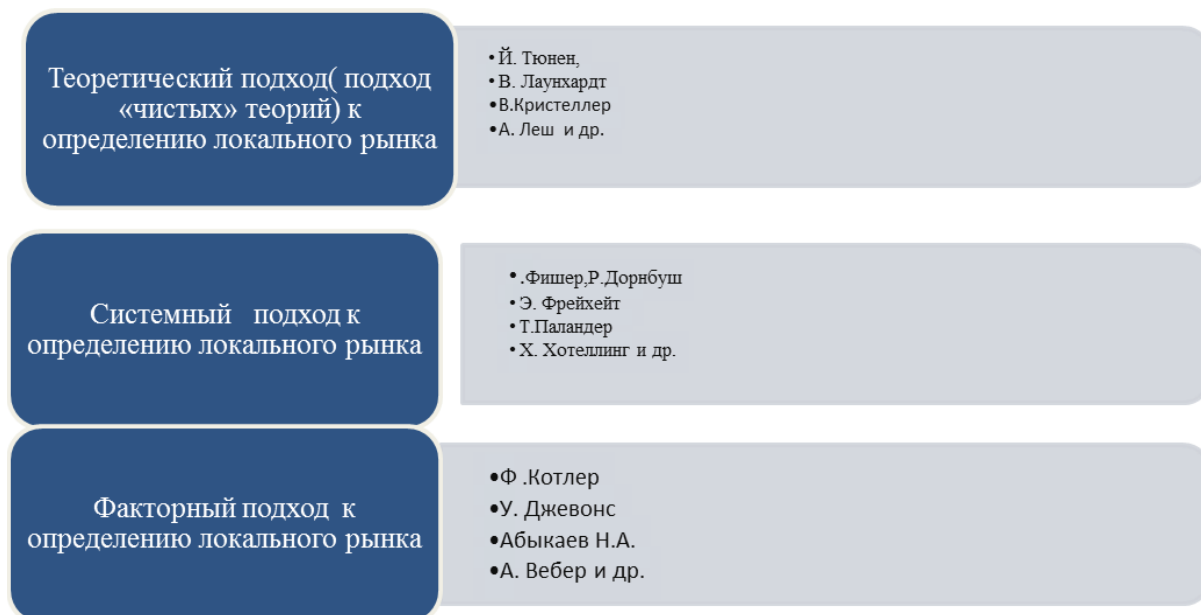 Теоретический подход( подход
«чистых» теорий) к
определению локального рынка
• Й. Тюнен,
• В. Лаунхардт
•В.Кристеллер
•А. Леш и др.
Системный подход к
определению локального рынка
• .Фишер,Р.Дорнбуш
• Э. Фрейхейт
• Т.Паландер
• Х. Хотеллинг и др.
Факторный подход к
определению локального рынка
•Ф .Котлер
•У. Джевонс
•Абыкаев Н.А.
•А. Вебер и др.